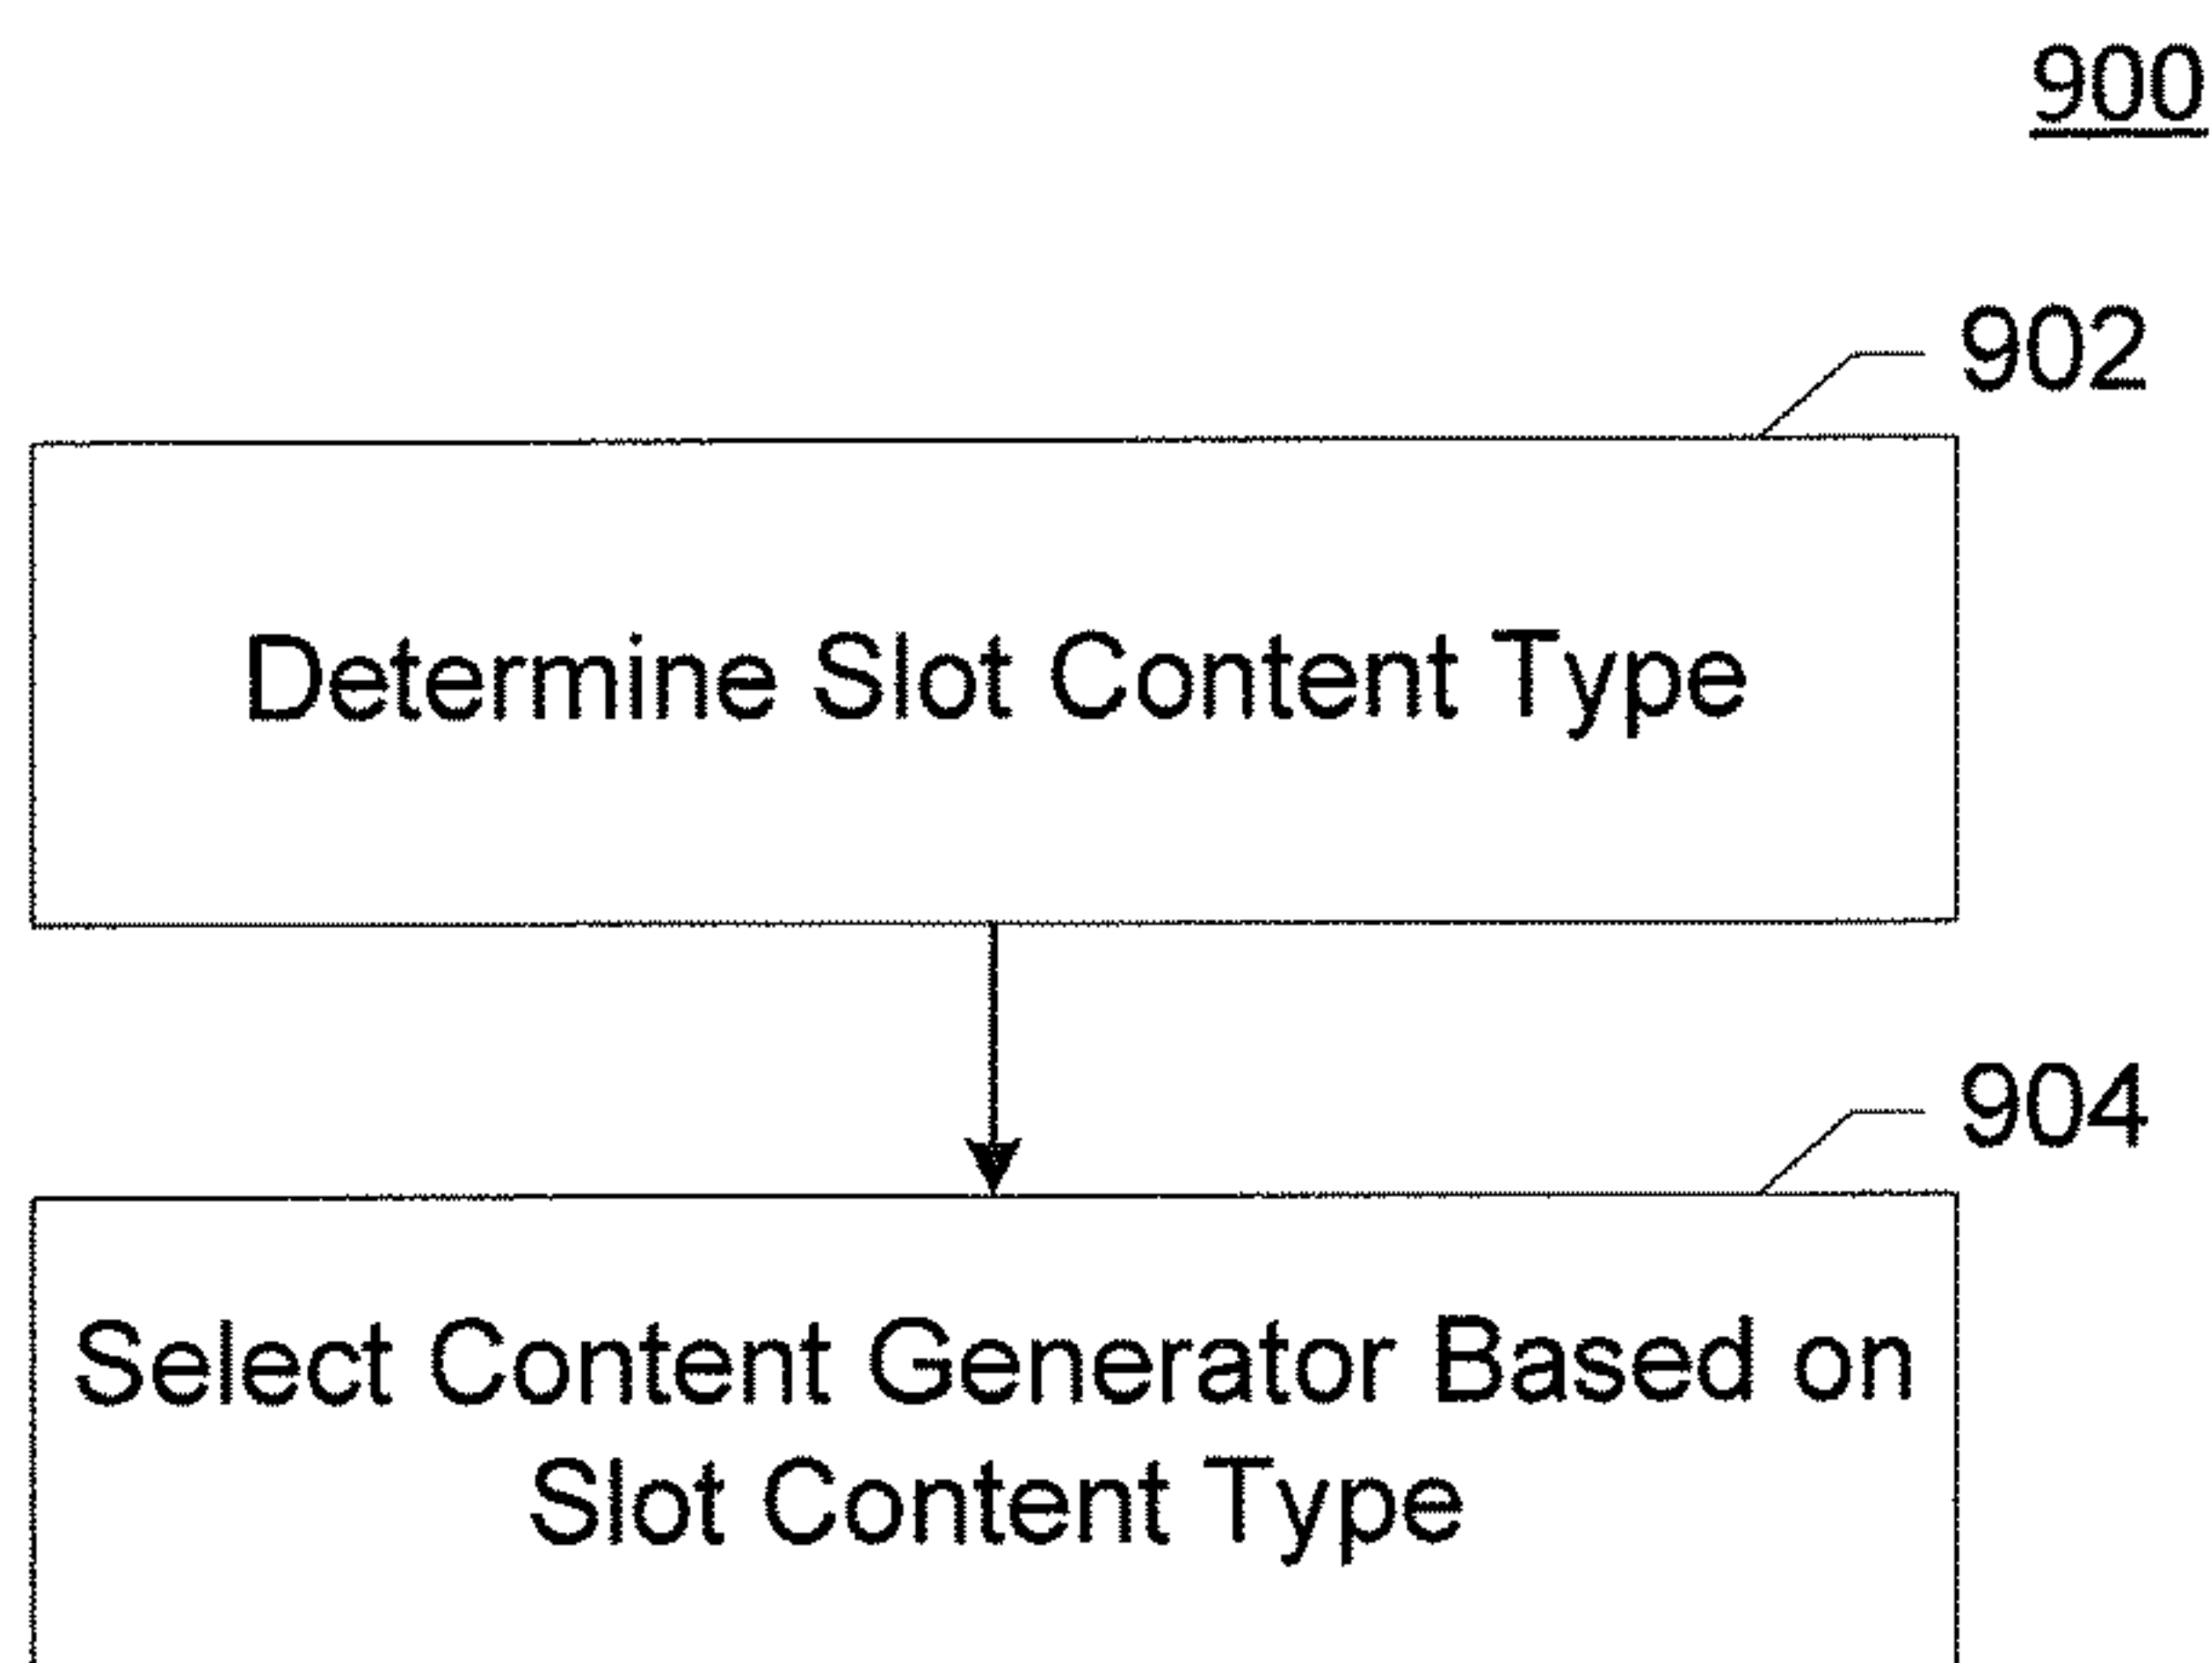 900
902
Determine Slot Content Type
904
Select Content Generator Based on
Slot Content Type